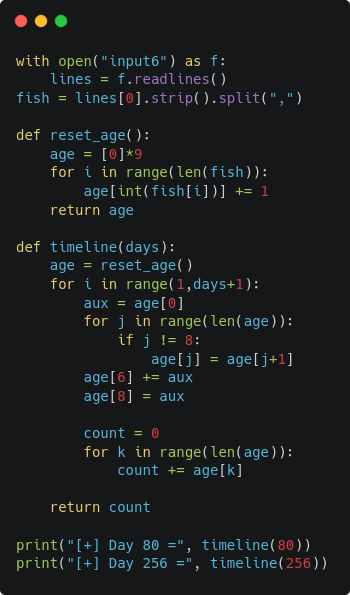 with open("input6") as f:
    lines = f.readlines()
fish = lines[0].strip().split(",")

def reset_age():
    age = [0]*9
    for i in range(len(fish)):
        age[int(fish[i])] += 1
    return age

def timeline(days):
    age = reset_age()
    for i in range(1,days+1):
        aux = age[0]
        for j in range(len(age)):
            if j != 8:
                age[j] = age[j+1]
        age[6] += aux
        age[8] = aux

        count = 0
        for k in range(len(age)):
            count += age[k]

    return count

print("[+] Day 80 =", timeline(80))
print("[+] Day 256 =", timeline(256))